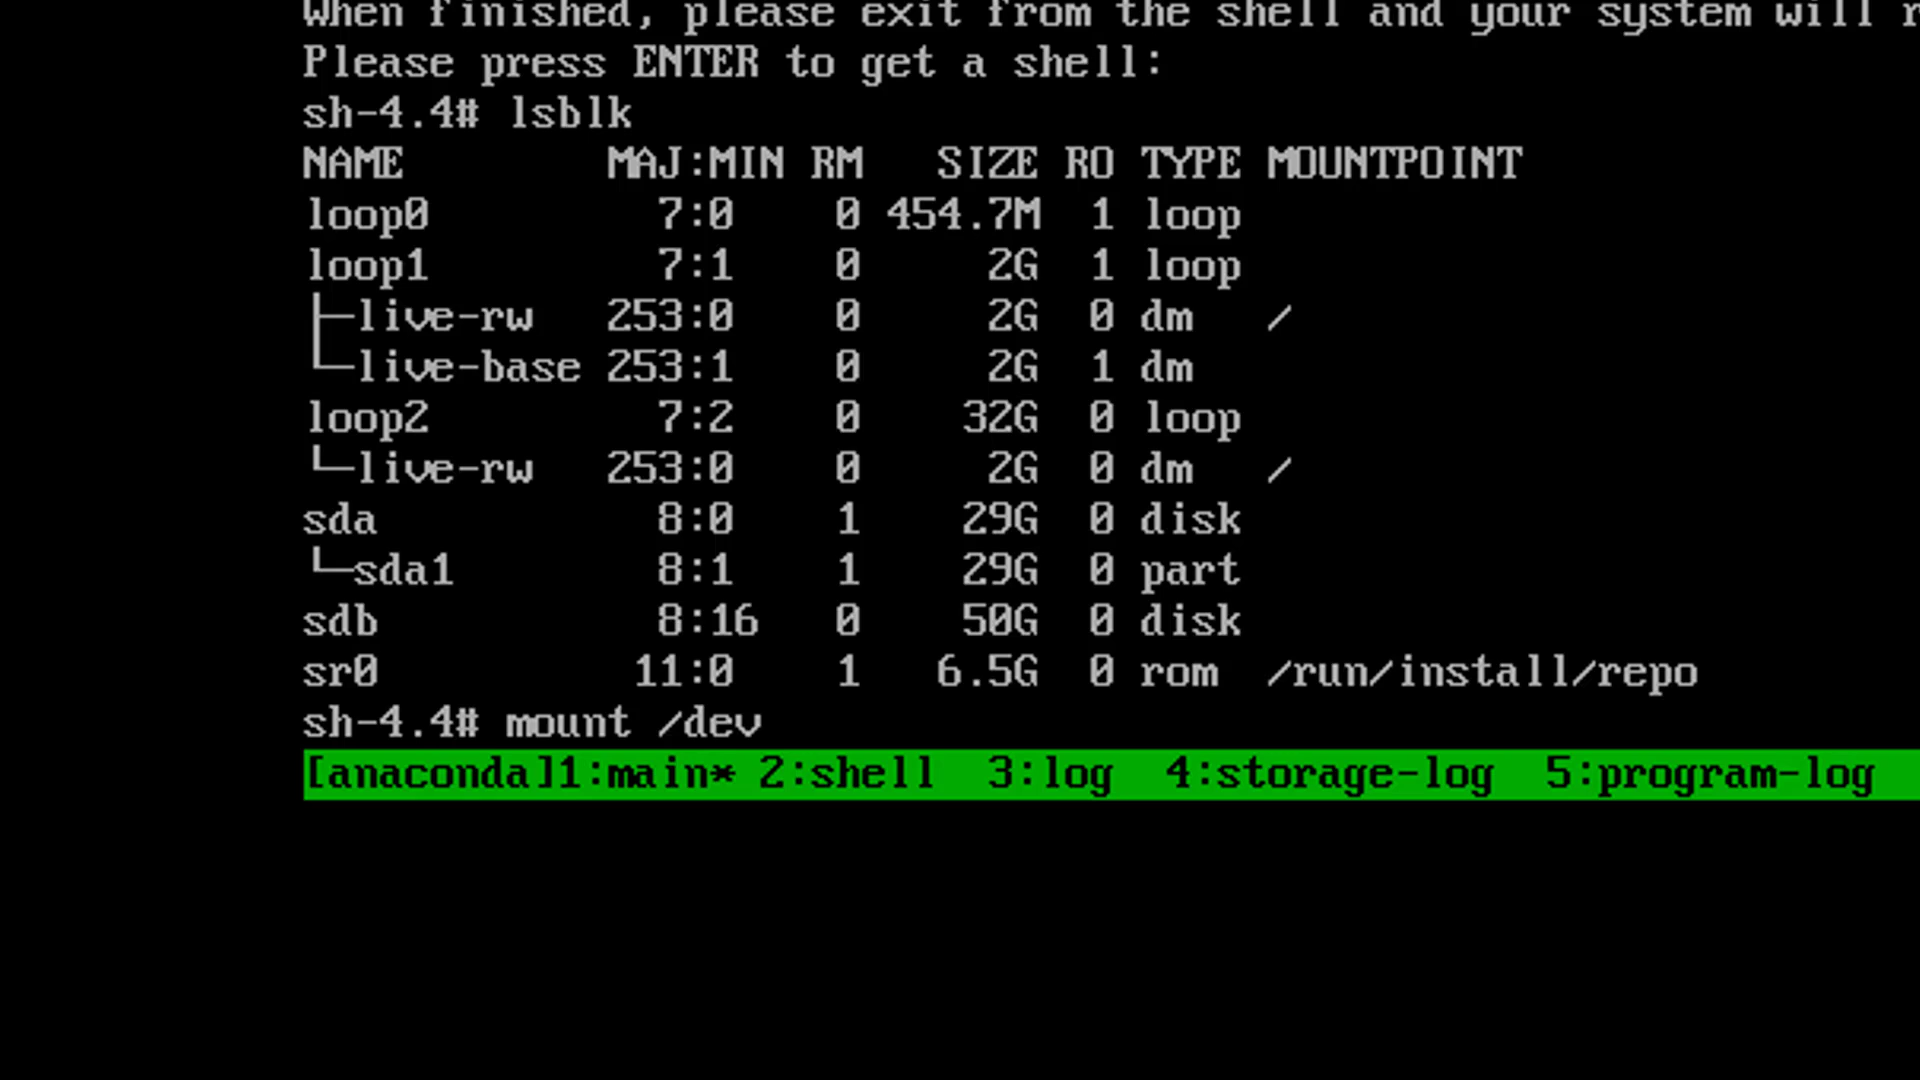 When finished, please exit from the shell and your system will
Please press ENTER to get a shell:
sh-4.4# lsblk
NAME MAJ:MIN RM SIZE RO TYPE MOUNTPOINT
loop0 7:0 0 454.7M 1 loop
loop1 7:1 0 2G 1 loop
├─live-rw 253:0 0 2G 0 dm /
└─live-base 253:1 0 2G 1 dm
loop2 7:2 0 32G 0 loop
└─live-rw 253:0 0 2G 0 dm /
sda 8:0 1 29G 0 disk
└─sda1 8:1 1 29G 0 part
sdb 8:16 0 50G 0 disk
sr0 11:0 1 6.5G 0 rom /run/install/repo
sh-4.4# mount /dev
[anaconda]1:main* 2:shell 3:log 4:storage-log 5:program-log